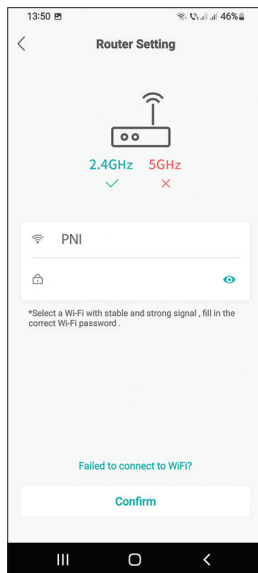 13:50 46%
Router Setting
2.4GHz 5GHz
PNI
*Select a Wi-Fi with stable and strong signal , fill in the
correct Wi-Fi password .
Failed to connect to WiFi?
Confirm